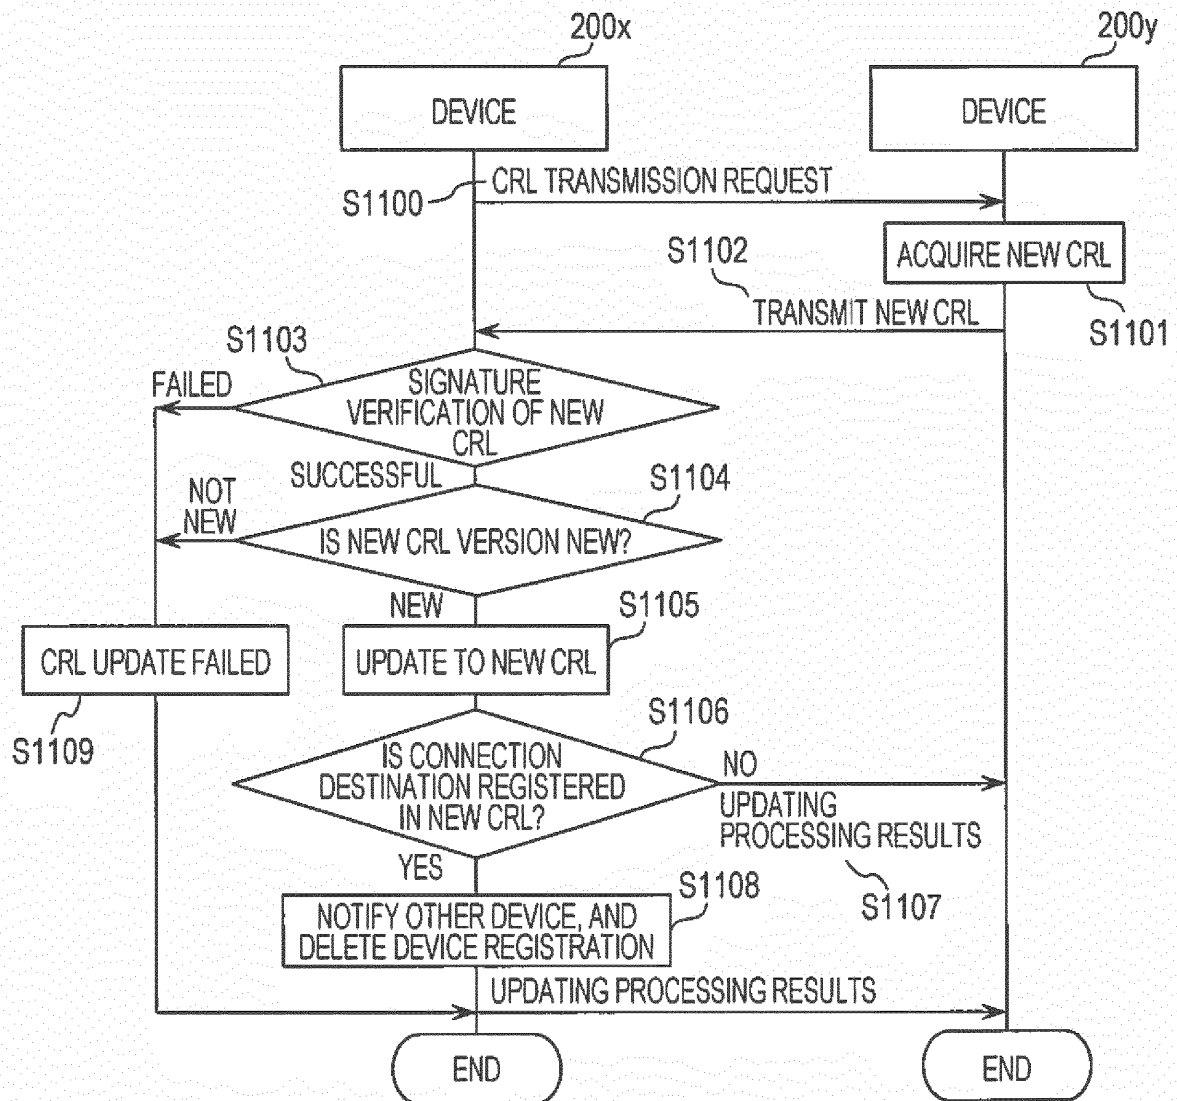 200x
200y
DEVICE
DEVICE
CRL TRANSMISSION REQUEST
S1100
ACQUIRE NEW CRL
S1101
S1102
TRANSMIT NEW CRL
S1103
FAILED
SIGNATURE
VERIFICATION OF NEW
CRL
SUCCESSFUL
S1104
NOT
NEW
IS NEW CRL VERSION NEW?
NEW
S1105
CRL UPDATE FAILED
UPDATE TO NEW CRL
S1109
S1106
IS CONNECTION
DESTINATION REGISTERED
IN NEW CRL?
NO
UPDATING
PROCESSING RESULTS
S1107
YES
S1108
NOTIFY OTHER DEVICE, AND
DELETE DEVICE REGISTRATION
UPDATING PROCESSING RESULTS
END
END